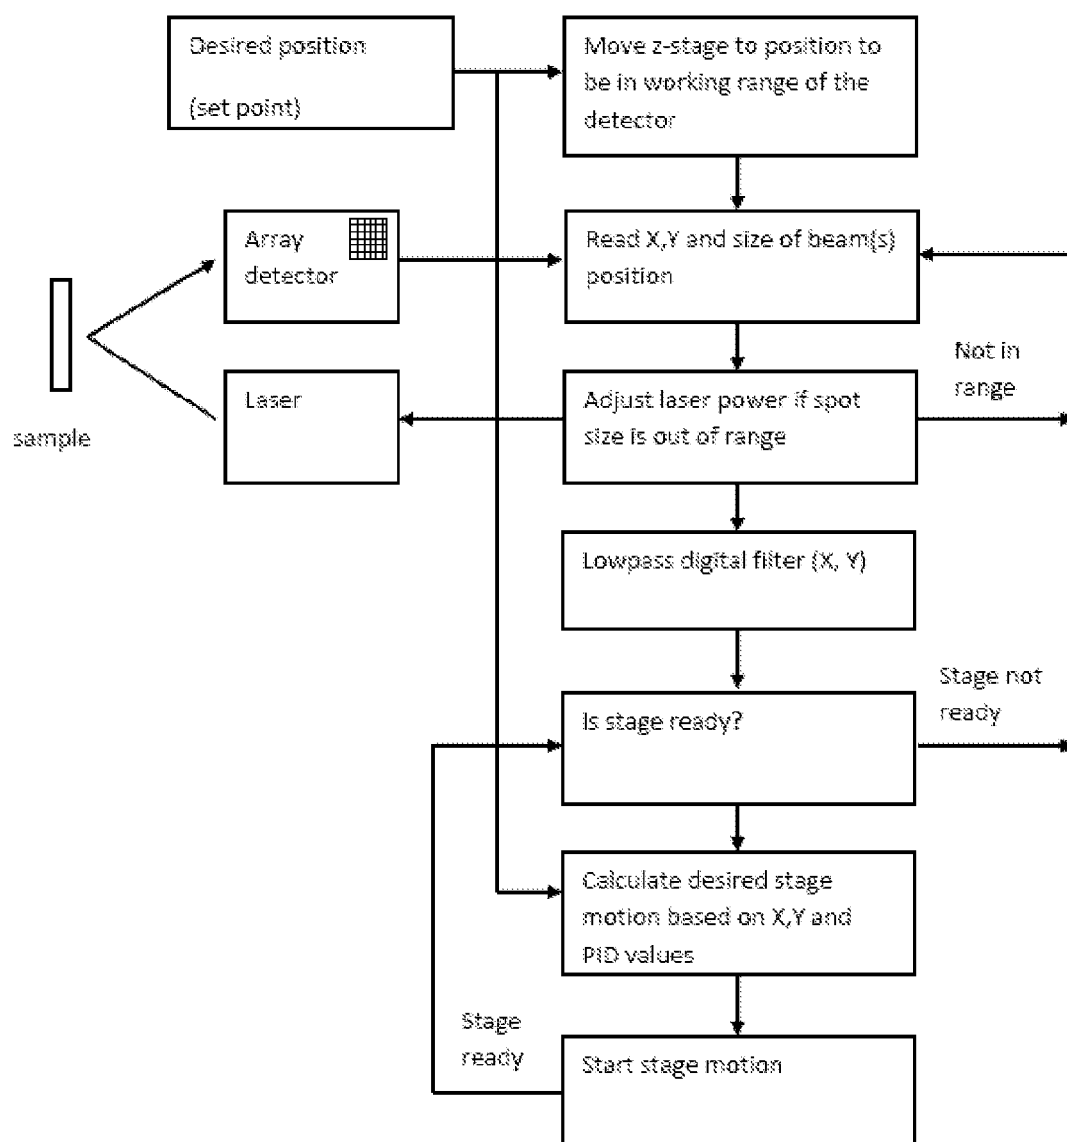 Desired position
(set point)
Move z-stage to position to
be in working range of the
detector
Array
detector
Read X,Y and size of beam(s)
position
sample
Laser
Adjust laser power if spot
size is out of range
Not in
range
Lowpass digital filter (X, Y)
Is stage ready?
Stage not
ready
Calculate desired stage
motion based on X,Y and
PID values
Stage
ready
Start stage motion